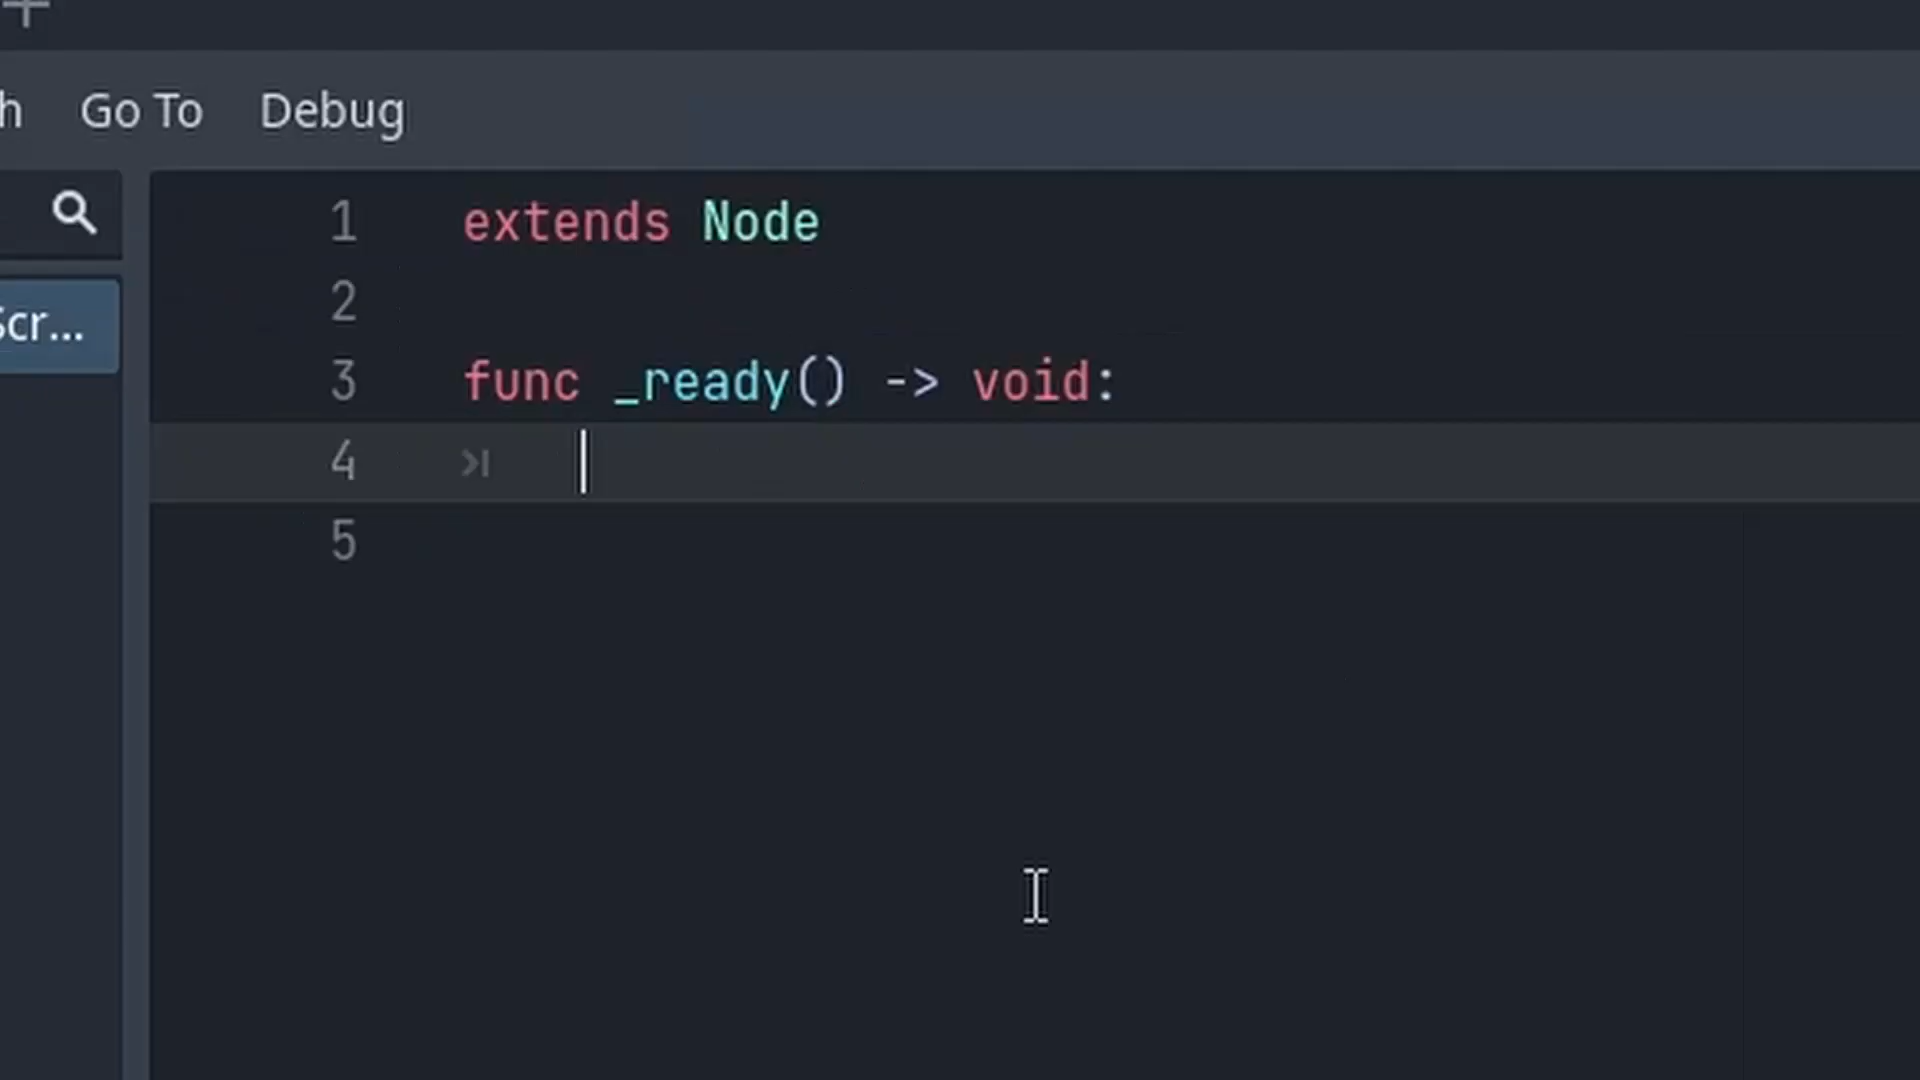 h Go To Debug
Scr...
1 extends Node
2
3 func _ready() -> void:
4
5